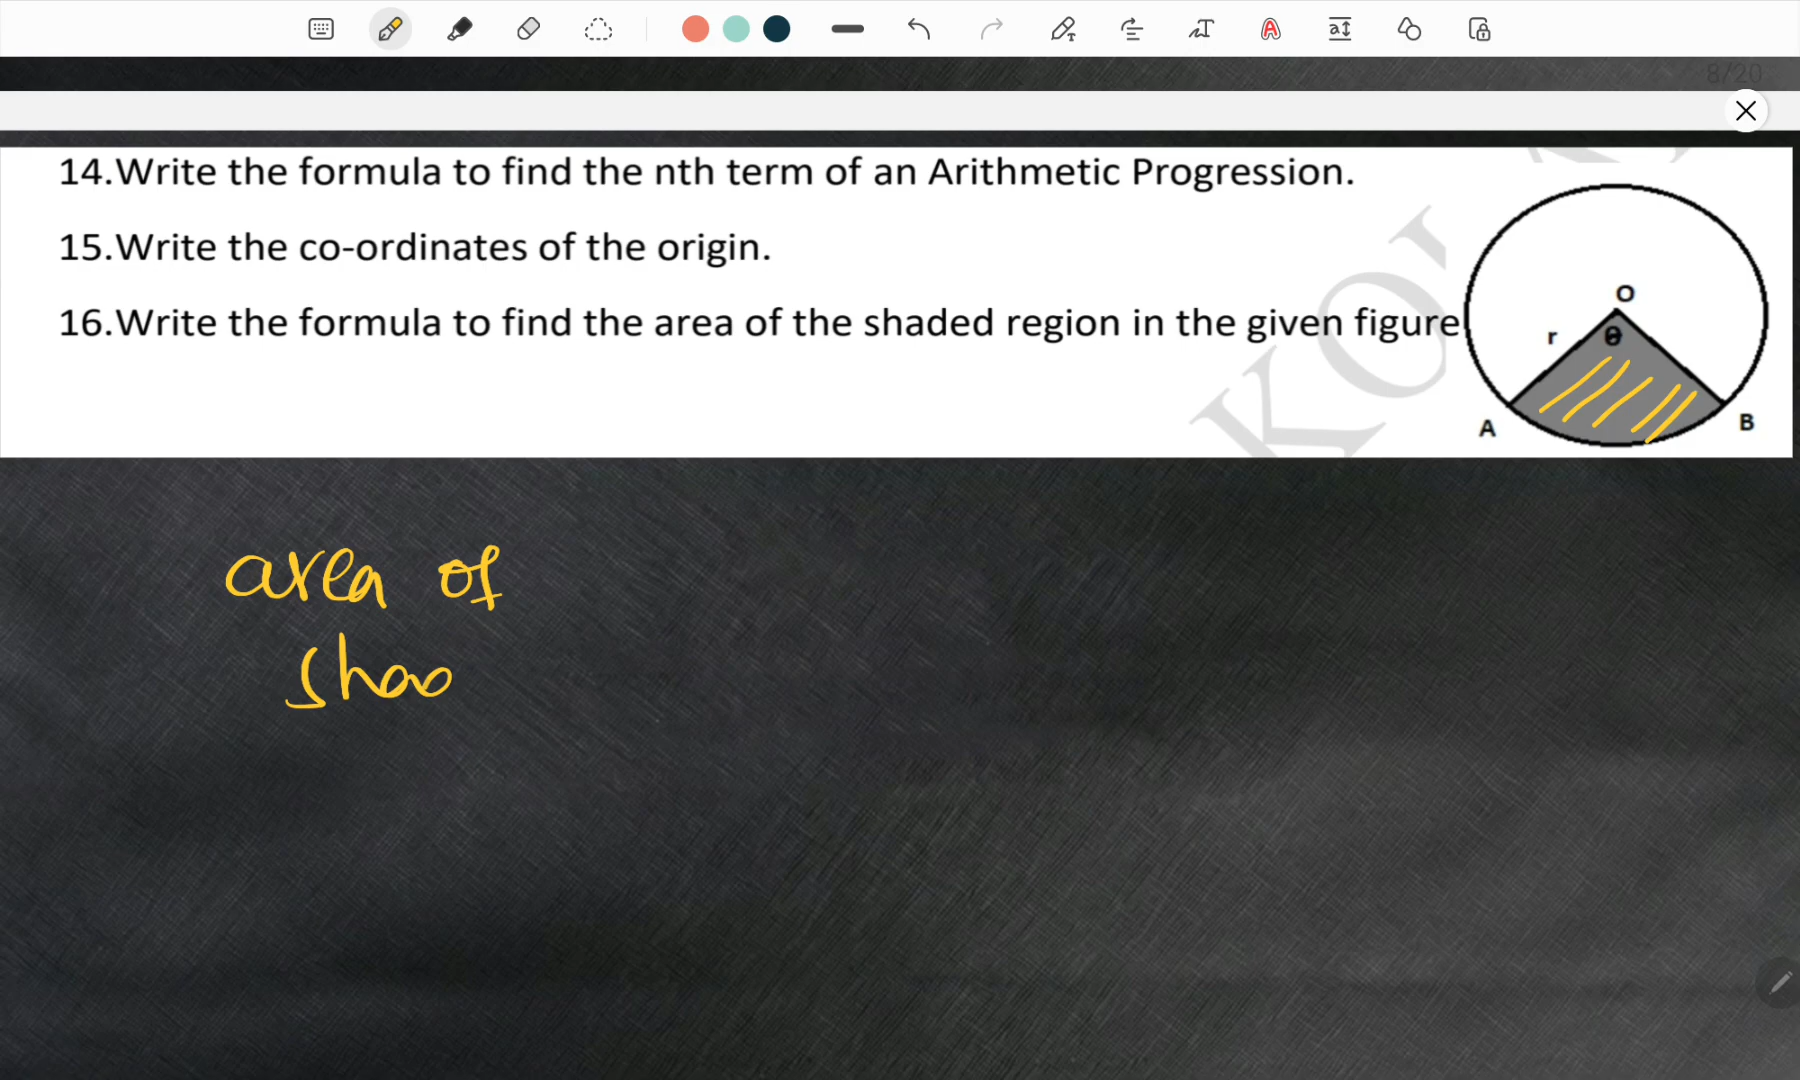 8/20
14.Write the formula to find the nth term of an Arithmetic Progression.
15.Write the co-ordinates of the origin.
16.Write the formula to find the area of the shaded region in the given figure
O
r
θ
A
B
area of